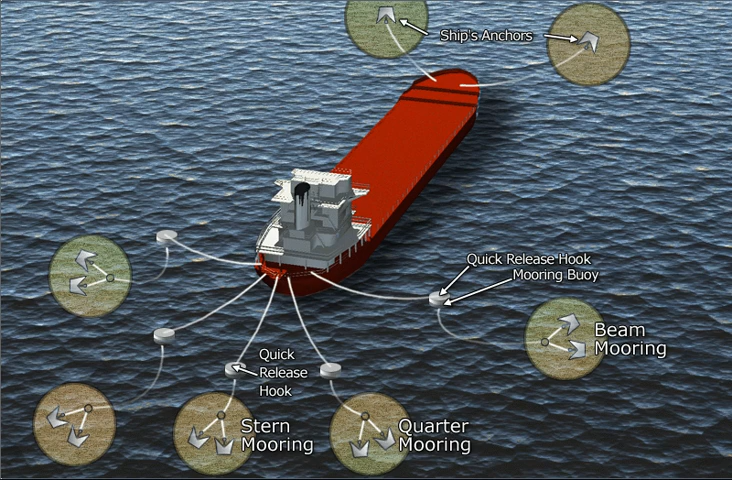 Ship's Anchors
Quick Release Hook
Mooring Buoy
Beam
Mooring
Quick
Release
Hook
Stern
Mooring
Quarter
Mooring